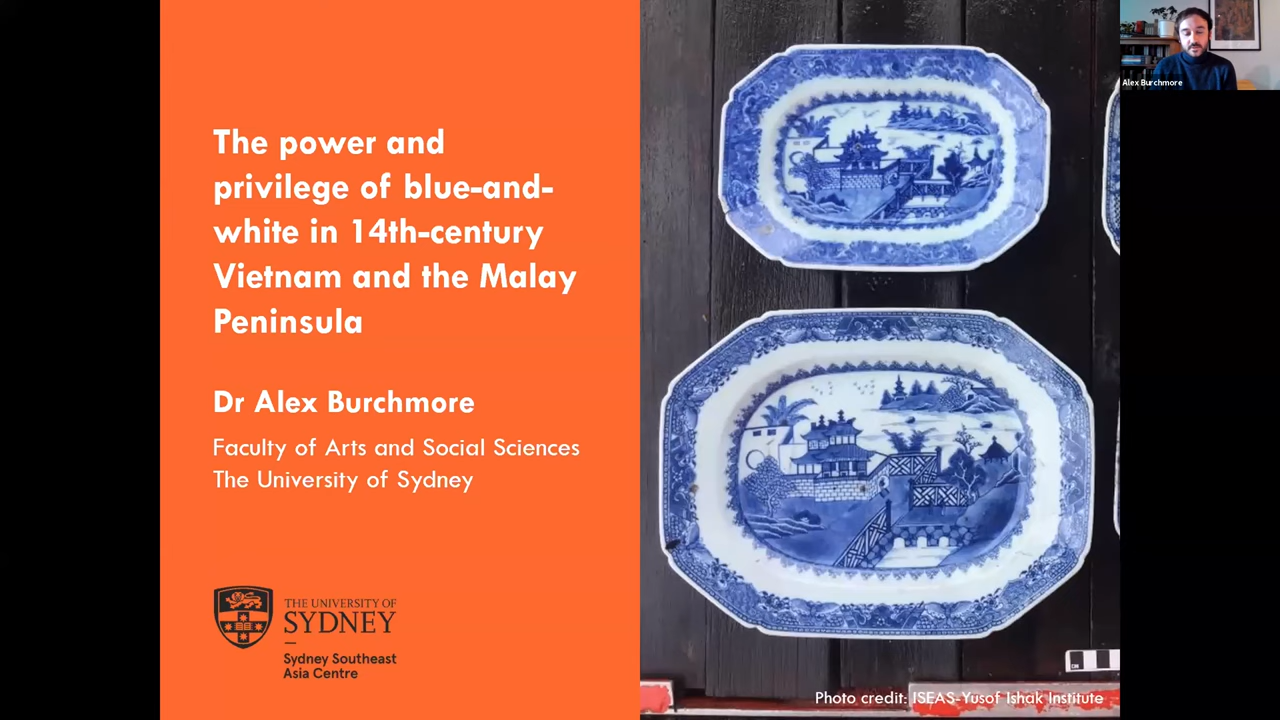 The power and
privilege of blue-and-
white in 14th-century
Vietnam and the Malay
Peninsula
Dr Alex Burchmore
Faculty of Arts and Social Sciences
The University of Sydney
THE UNIVERSITY OF
SYDNEY
Sydney Southeast
Asia Centre
Photo credit: ISEAS-Yusof Ishak Institute
Alex Burchmore